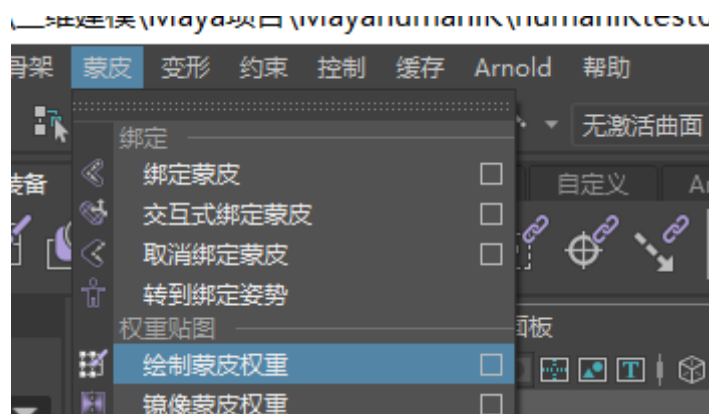 \__维建模\Maya项目\MayahumanIK\humanIKtest0
骨架 蒙皮 变形 约束 控制 缓存 Arnold 帮助
无激活曲面
绑定
装备 绑定蒙皮 自定义
交互式绑定蒙皮
取消绑定蒙皮
转到绑定姿势
权重贴图 面板
绘制蒙皮权重
镜像蒙皮权重